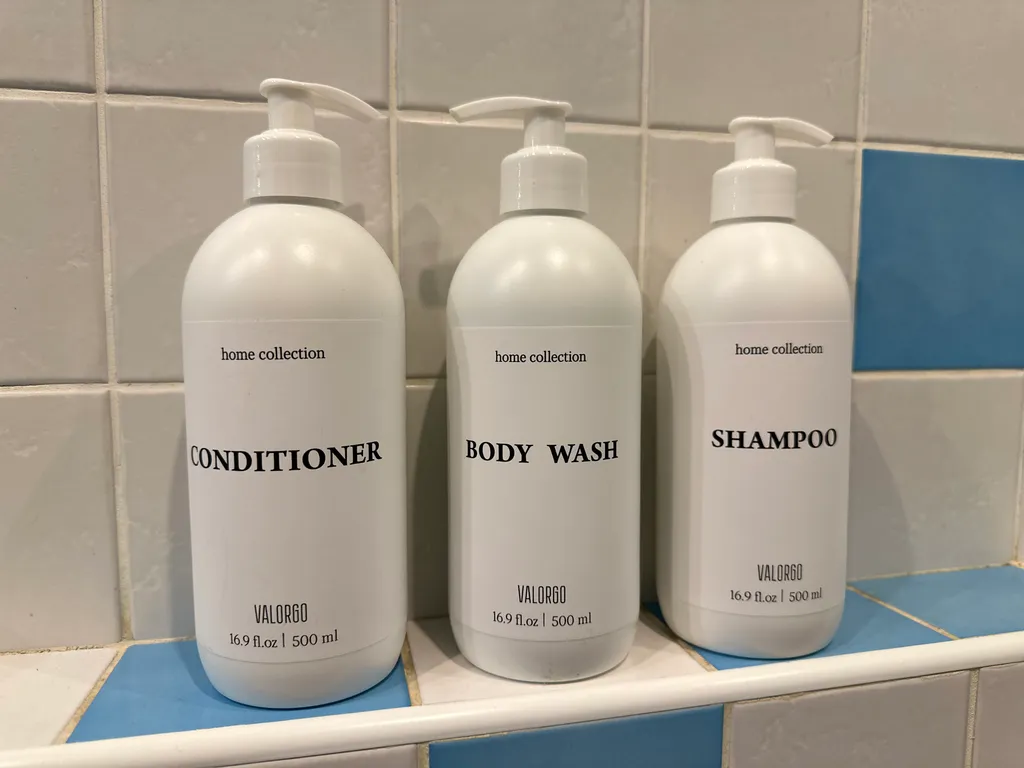 home collection
CONDITIONER
VALORGO
16.9 fl.oz | 500 ml
home collection
BODY WASH
VALORGO
16.9 fl.oz | 500 ml
home collection
SHAMPOO
VALORGO
16.9 fl.oz | 500 ml